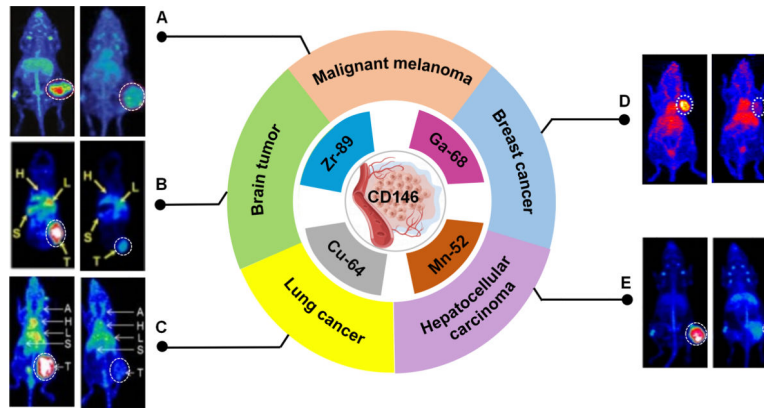 A
Malignant melanoma
D
Breast cancer
Brain tumor
Zr-89
Ga-68
CD146
Cu-64
Mn-52
B
H
L
S
T
H
L
S
T
C
A
H
L
S
T
A
H
L
S
T
Lung cancer
Hepatocellular
carcinoma
E